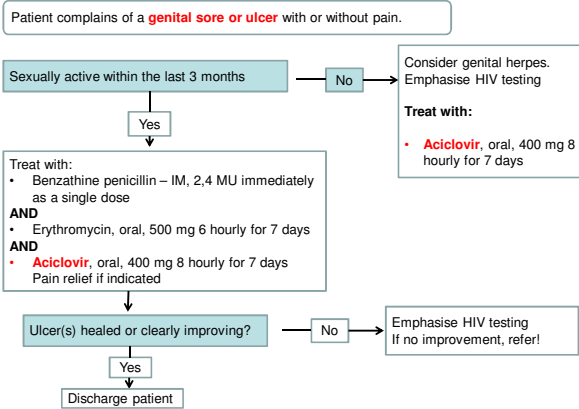 Patient complains of a genital sore or ulcer with or without pain.
Sexually active within the last 3 months
No
Consider genital herpes.
Emphasise HIV testing
Treat with:
• Aciclovir, oral, 400 mg 8
hourly for 7 days
Yes
Treat with:
• Benzathine penicillin – IM, 2,4 MU immediately
as a single dose
AND
• Erythromycin, oral, 500 mg 6 hourly for 7 days
AND
• Aciclovir, oral, 400 mg 8 hourly for 7 days
Pain relief if indicated
Ulcer(s) healed or clearly improving?
No
Emphasise HIV testing
If no improvement, refer!
Yes
Discharge patient